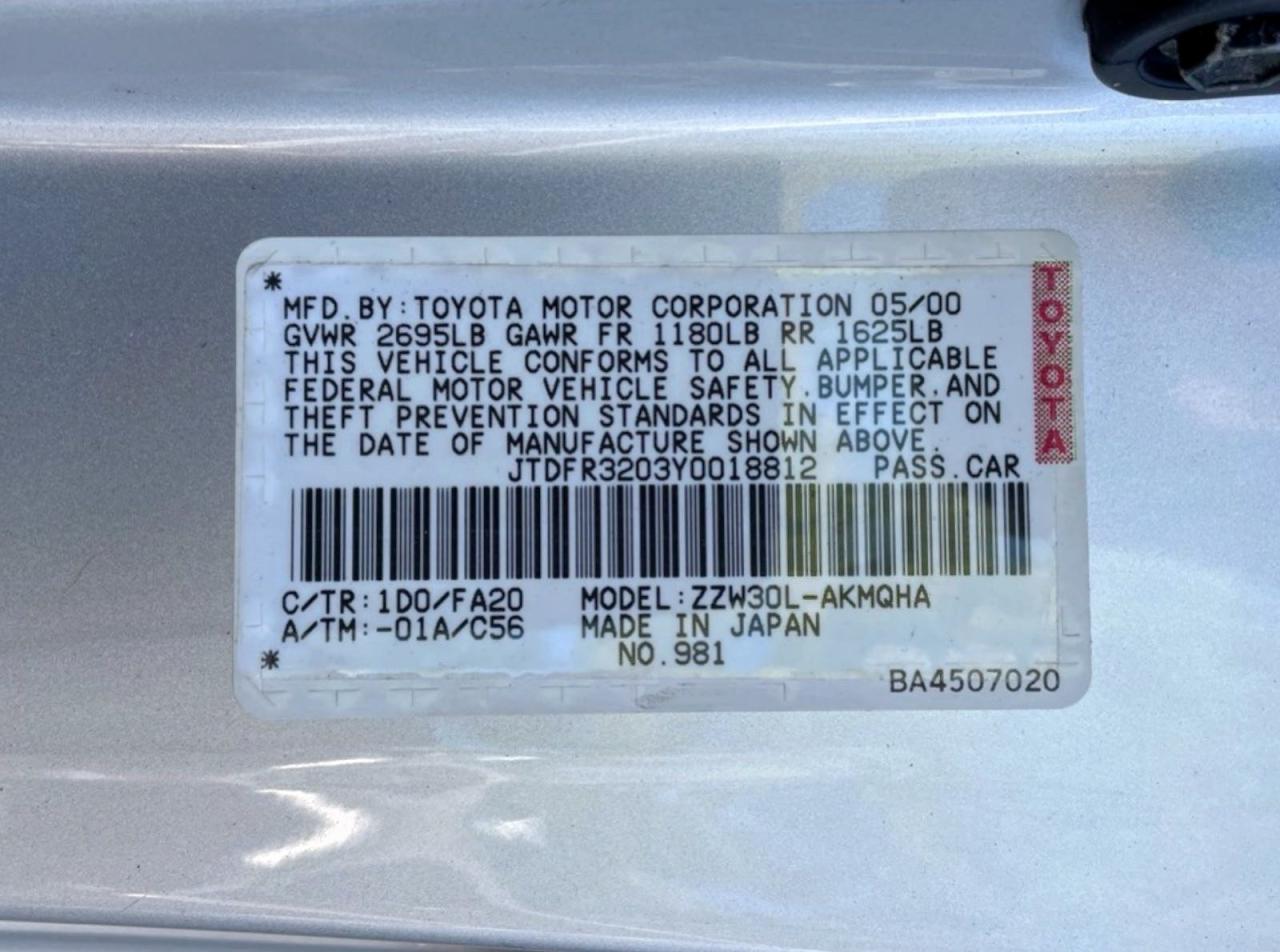 *
MFD.BY:TOYOTA MOTOR CORPORATION 05/00
GVWR 2695LB GAWR FR 1180LB RR 1625LB
THIS VEHICLE CONFORMS TO ALL APPLICABLE
FEDERAL MOTOR VEHICLE SAFETY.BUMPER.AND
THEFT PREVENTION STANDARDS IN EFFECT ON
THE DATE OF MANUFACTURE SHOWN ABOVE.
JTDFR3203Y0018812 PASS.CAR
C/TR:1D0/FA20 MODEL:ZZW30L-AKMQHA
A/TM:-01A/C56 MADE IN JAPAN
* NO.981
BA4507020
TOYOTA